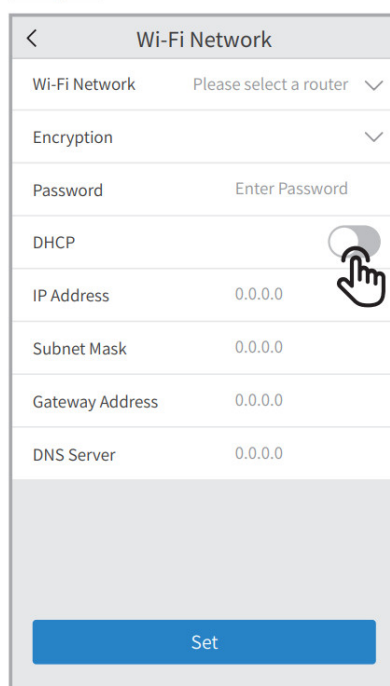 Wi-Fi Network
Wi-Fi Network Please select a router
Encryption
Password Enter Password
DHCP
IP Address 0.0.0.0
Subnet Mask 0.0.0.0
Gateway Address 0.0.0.0
DNS Server 0.0.0.0
Set